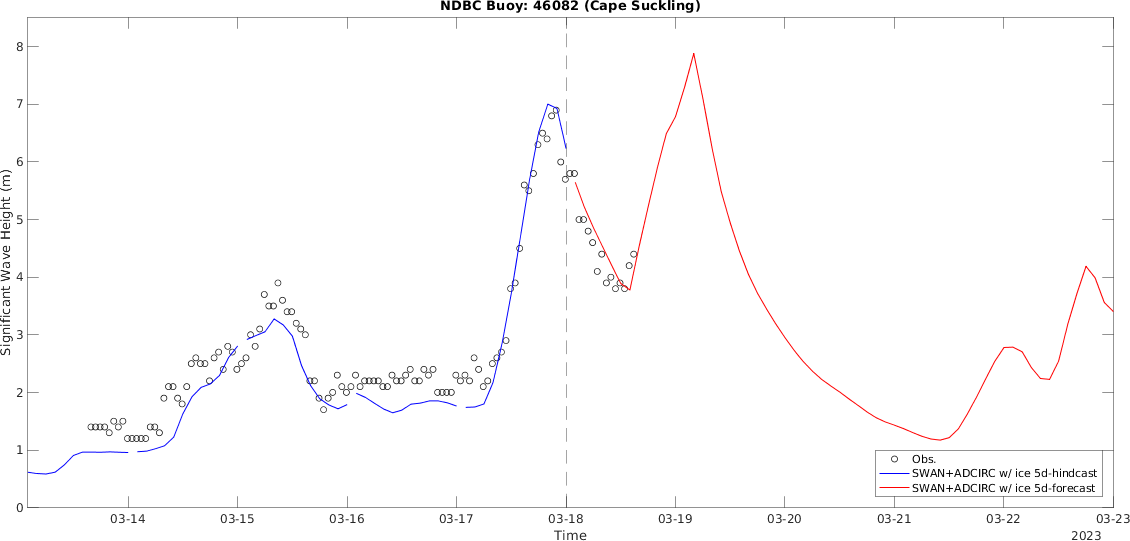 NDBC Buoy: 46082 (Cape Suckling)
Significant Wave Height (m)
8
7
6
5
4
3
2
1
0
Obs.
SWAN+ADCIRC w/ ice 5d-hindcast
SWAN+ADCIRC w/ ice 5d-forecast
03-14 03-15 03-16 03-17 03-18 03-19 03-20 03-21 03-22 03-23
Time
2023